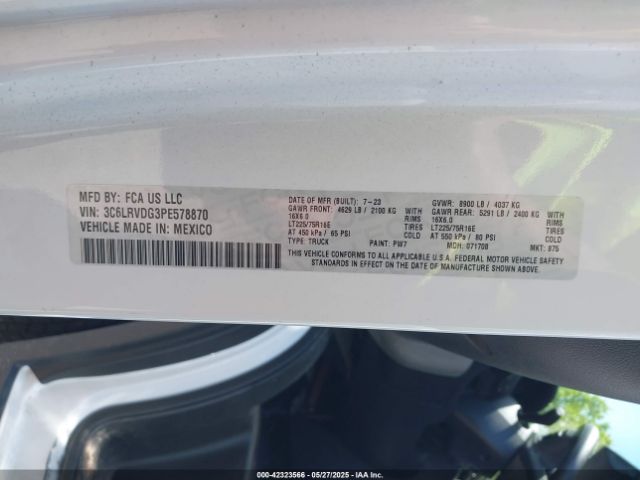 MFD BY: FCA US LLC
VIN: 3C6LRVDG3PE578870
VEHICLE MADE IN: MEXICO
DATE OF MFR (BUILT): 7-23 GVWR: 8900 LB / 4037 KG
GAWR FRONT: 4629 LB / 2100 KG WITH GAWR REAR: 5291 LB / 2400 KG WITH
16X6.0 RIMS 16X6.0 RIMS
LT225/75R16E TIRES LT225/75R16E TIRES
AT 450 kPa / 65 PSI COLD AT 550 kPa / 80 PSI COLD
TYPE: TRUCK PAINT: PW7 MDH: 071708 MKT: 975
THIS VEHICLE CONFORMS TO ALL APPLICABLE U.S.A. FEDERAL MOTOR VEHICLE SAFETY
STANDARDS IN EFFECT ON THE DATE OF MANUFACTURE SHOWN ABOVE.
000-42323566 05/27/2025 IAAI.COM